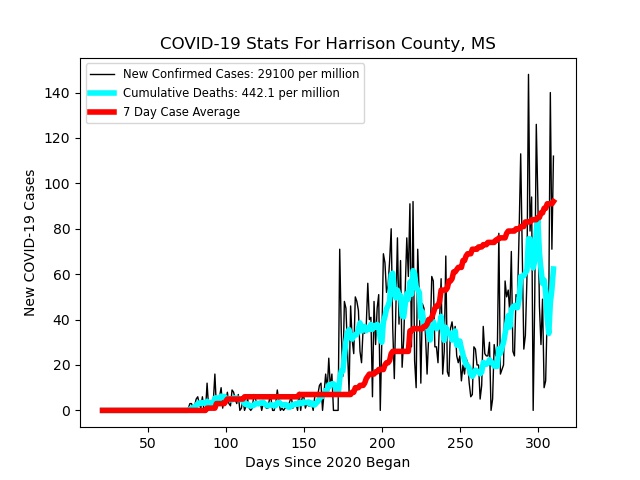 COVID-19 Stats For Harrison County, MS
New Confirmed Cases: 29100 per million
Cumulative Deaths: 442.1 per million
7 Day Case Average
New COVID-19 Cases
140
120
100
80
60
40
20
0
50 100 150 200 250 300
Days Since 2020 Began